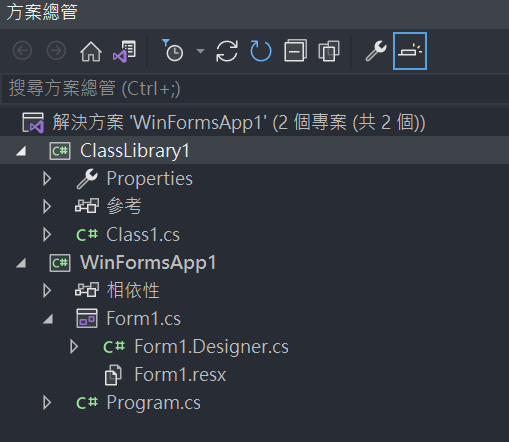 方案總管
搜尋方案總管 (Ctrl+;)
解決方案 'WinFormsApp1' (2 個專案 (共 2 個))
C# ClassLibrary1
Properties
參考
C# Class1.cs
C# WinFormsApp1
相依性
Form1.cs
C# Form1.Designer.cs
Form1.resx
C# Program.cs